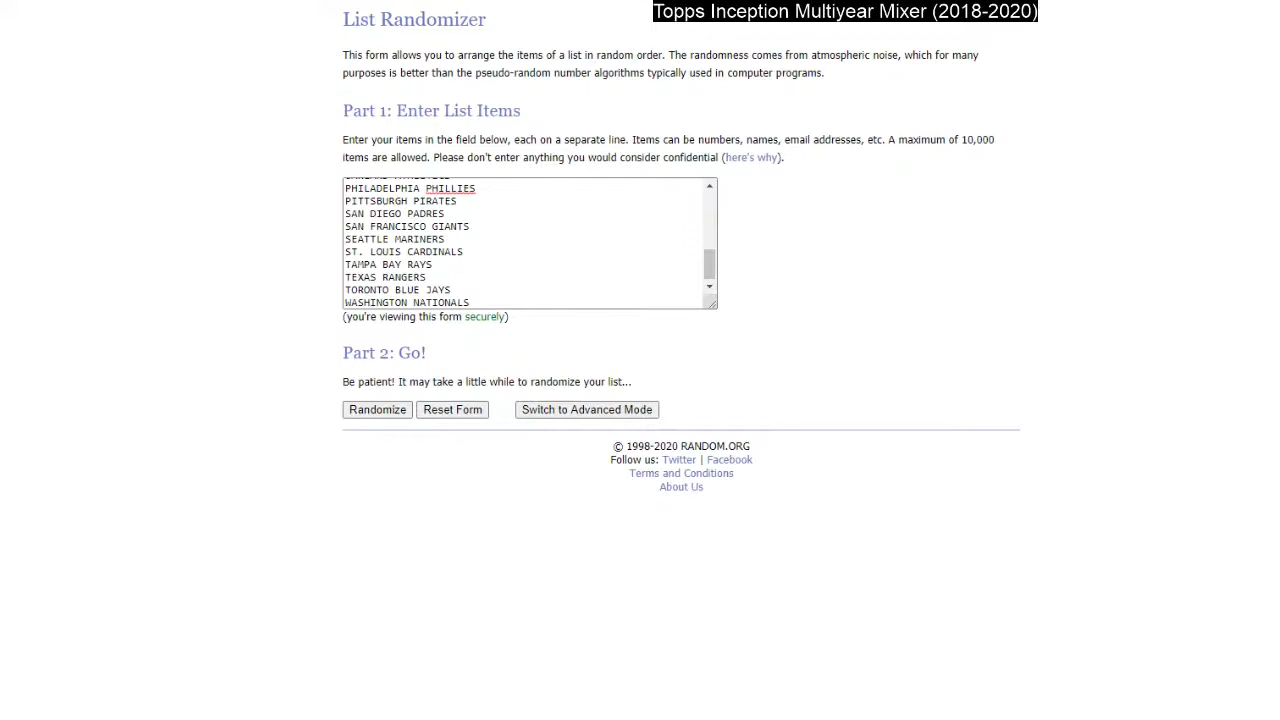 Topps Inception Multiyear Mixer (2018-2020)
List Randomizer
This form allows you to arrange the items of a list in random order. The randomness comes from atmospheric noise, which for many
purposes is better than the pseudo-random number algorithms typically used in computer programs.
Part 1: Enter List Items
Enter your items in the field below, each on a separate line. Items can be numbers, names, email addresses, etc. A maximum of 10,000
items are allowed. Please don't enter anything you would consider confidential (here's why).
PHILADELPHIA PHILLIES
PITTSBURGH PIRATES
SAN DIEGO PADRES
SAN FRANCISCO GIANTS
SEATTLE MARINERS
ST. LOUIS CARDINALS
TAMPA BAY RAYS
TEXAS RANGERS
TORONTO BLUE JAYS
WASHINGTON NATIONALS
(you're viewing this form securely)
Part 2: Go!
Be patient! It may take a little while to randomize your list...
Randomize Reset Form Switch to Advanced Mode
© 1998-2020 RANDOM.ORG
Follow us: Twitter | Facebook
Terms and Conditions
About Us